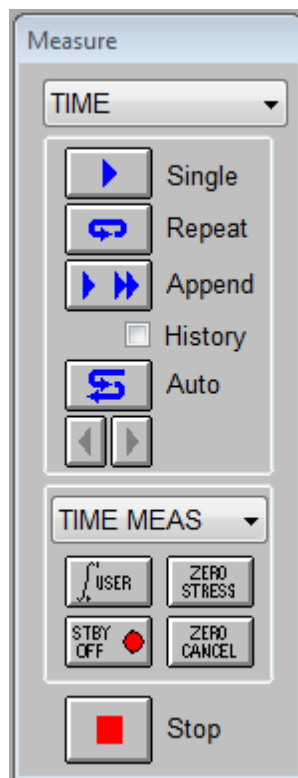 Measure
TIME
Single
Repeat
Append
History
Auto
TIME MEAS
USER
ZERO
STRESS
STBY
OFF
ZERO
CANCEL
Stop